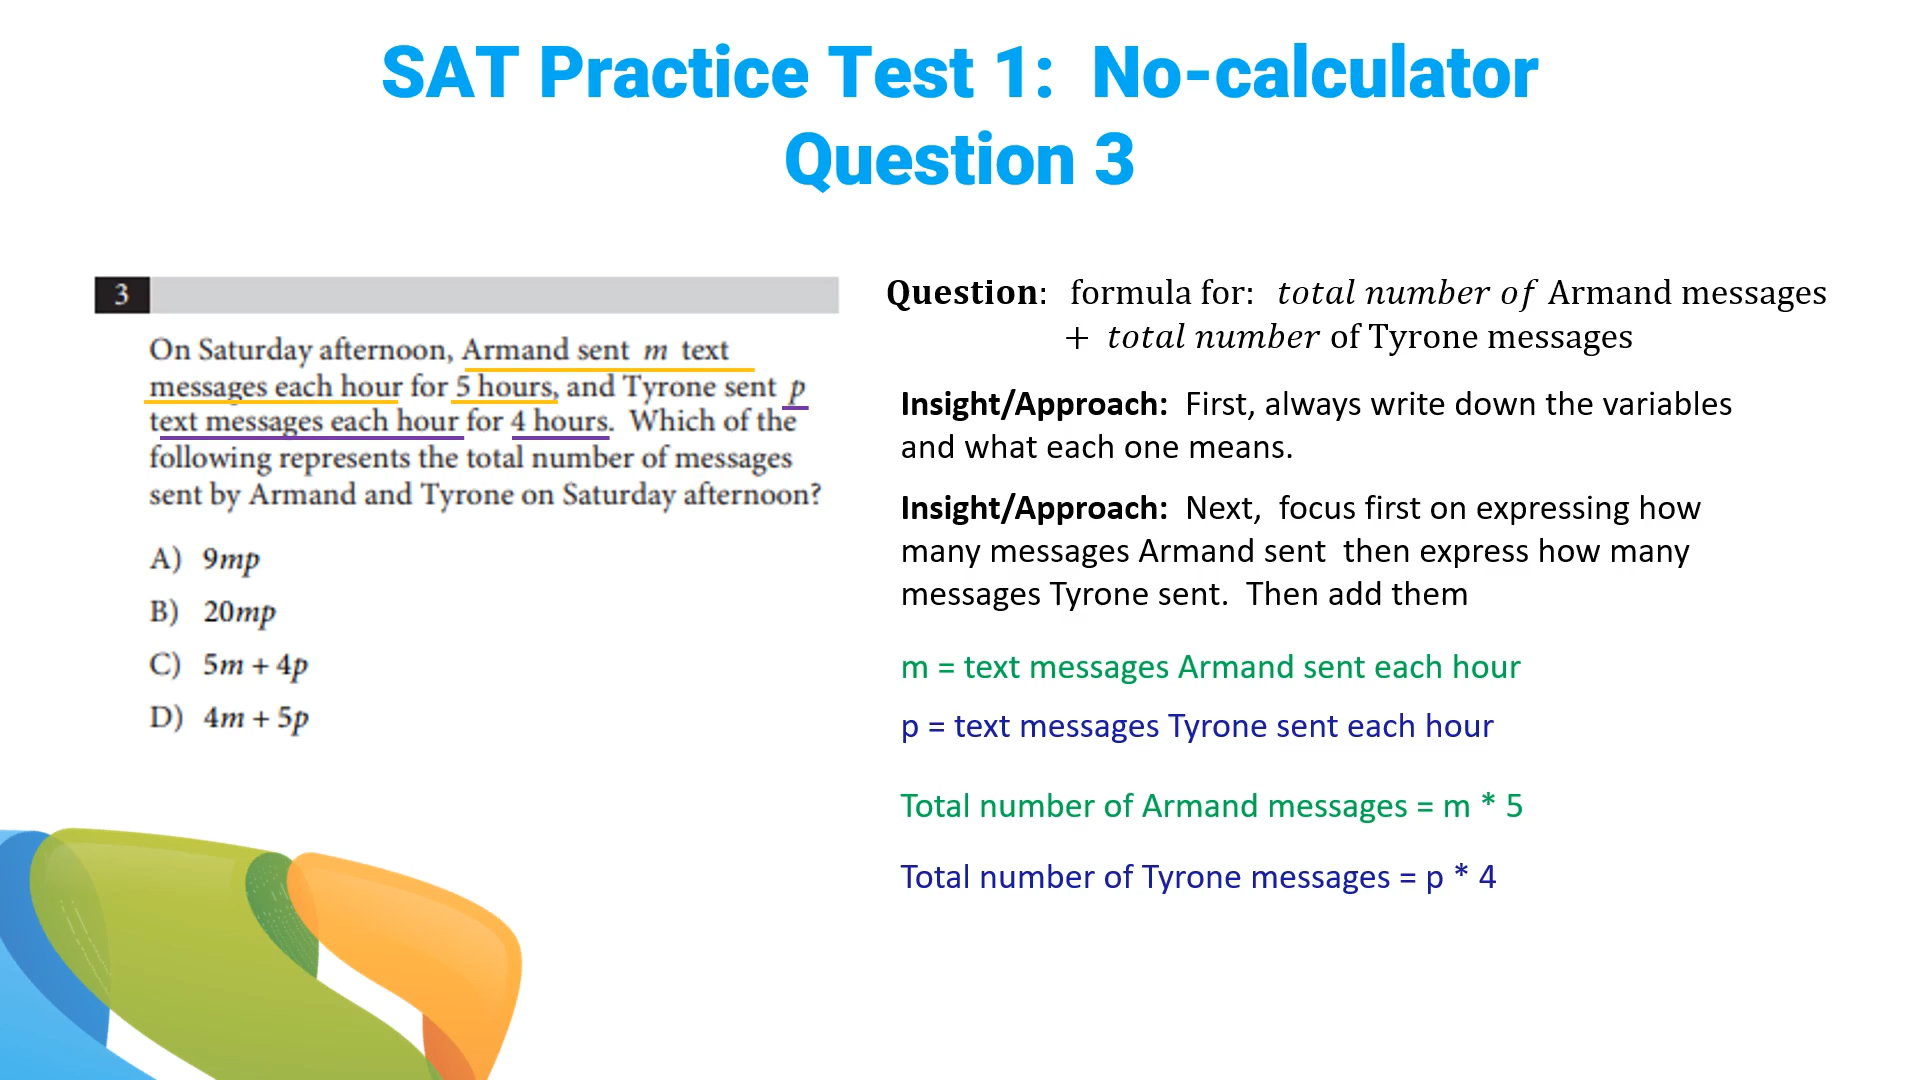 SAT Practice Test 1:  No-calculator
Question 3
3
On Saturday afternoon, Armand sent m text
messages each hour for 5 hours, and Tyrone sent p
text messages each hour for 4 hours. Which of the
following represents the total number of messages
sent by Armand and Tyrone on Saturday afternoon?
A) 9mp
B) 20mp
C) 5m + 4p
D) 4m + 5p
Question: formula for: total number of Armand messages
+ total number of Tyrone messages
Insight/Approach: First, always write down the variables
and what each one means.
Insight/Approach: Next, focus first on expressing how
many messages Armand sent then express how many
messages Tyrone sent. Then add them
m = text messages Armand sent each hour
p = text messages Tyrone sent each hour
Total number of Armand messages = m * 5
Total number of Tyrone messages = p * 4